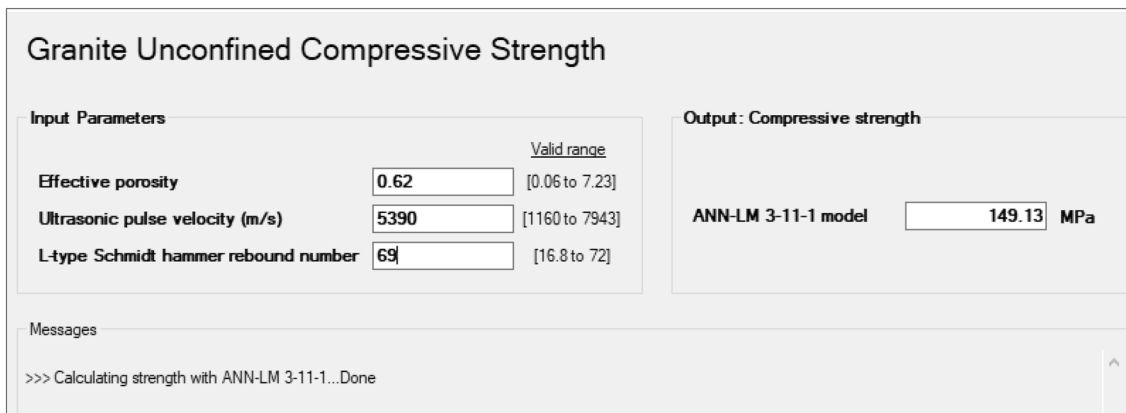 Granite Unconfined Compressive Strength
Input Parameters
Valid range
Effective porosity 0.62 [0.06 to 7.23]
Ultrasonic pulse velocity (m/s) 5390 [1160 to 7943]
L-type Schmidt hammer rebound number 69 [16.8 to 72]
Output: Compressive strength
ANN-LM 3-11-1 model 149.13 MPa
Messages
>>> Calculating strength with ANN-LM 3-11-1...Done